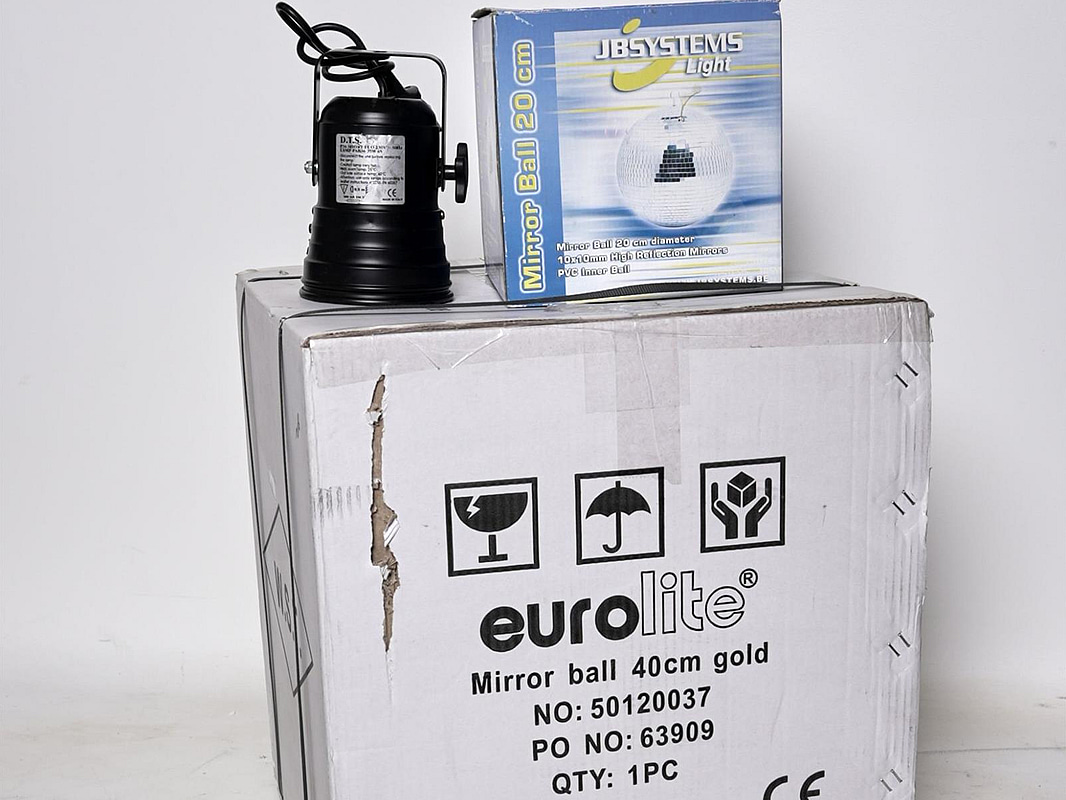 D.T.S.
JBSYSTEMS
Light
Mirror Ball 20 cm
Mirror Ball 20 cm diameter
10x10mm High Reflection Mirrors
PVC Inner Ball
eurolite®
Mirror ball 40cm gold
NO: 50120037
PO NO: 63909
QTY: 1PC
CE